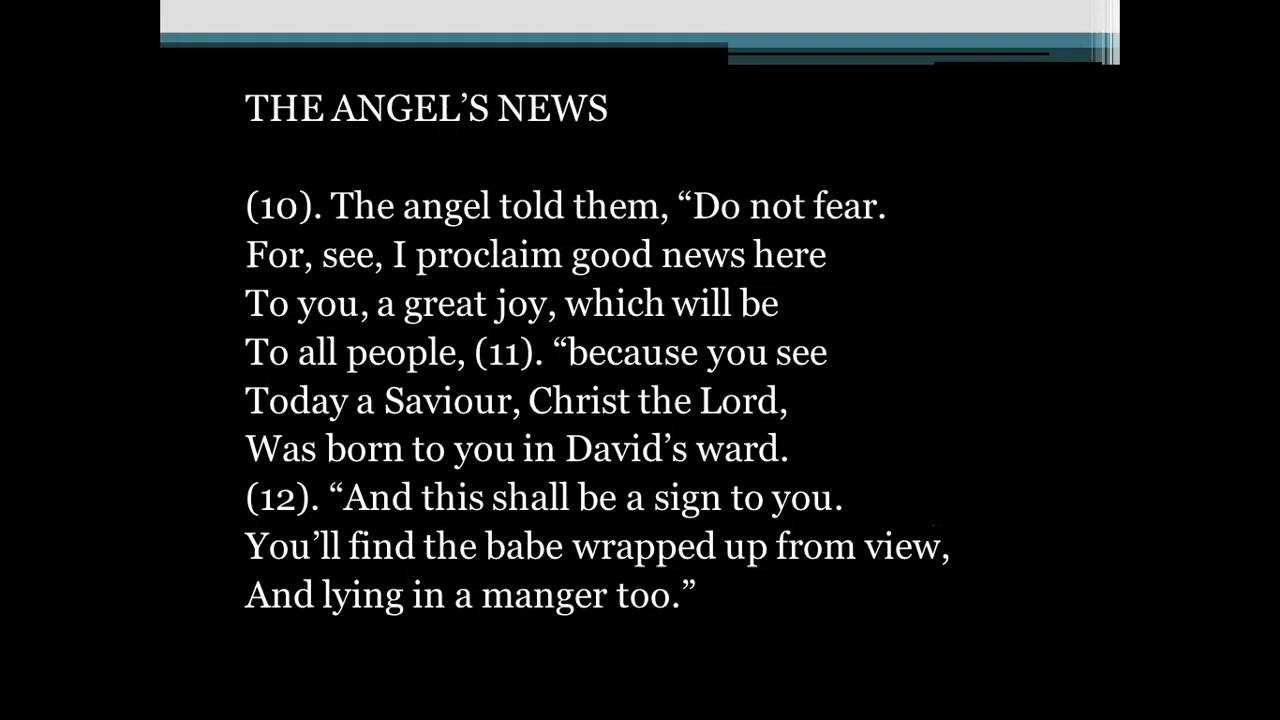 THE ANGEL’S NEWS
(10). The angel told them, “Do not fear.
For, see, I proclaim good news here
To you, a great joy, which will be
To all people, (11). “because you see
Today a Saviour, Christ the Lord,
Was born to you in David’s ward.
(12). “And this shall be a sign to you.
You’ll find the babe wrapped up from view,
And lying in a manger too.”